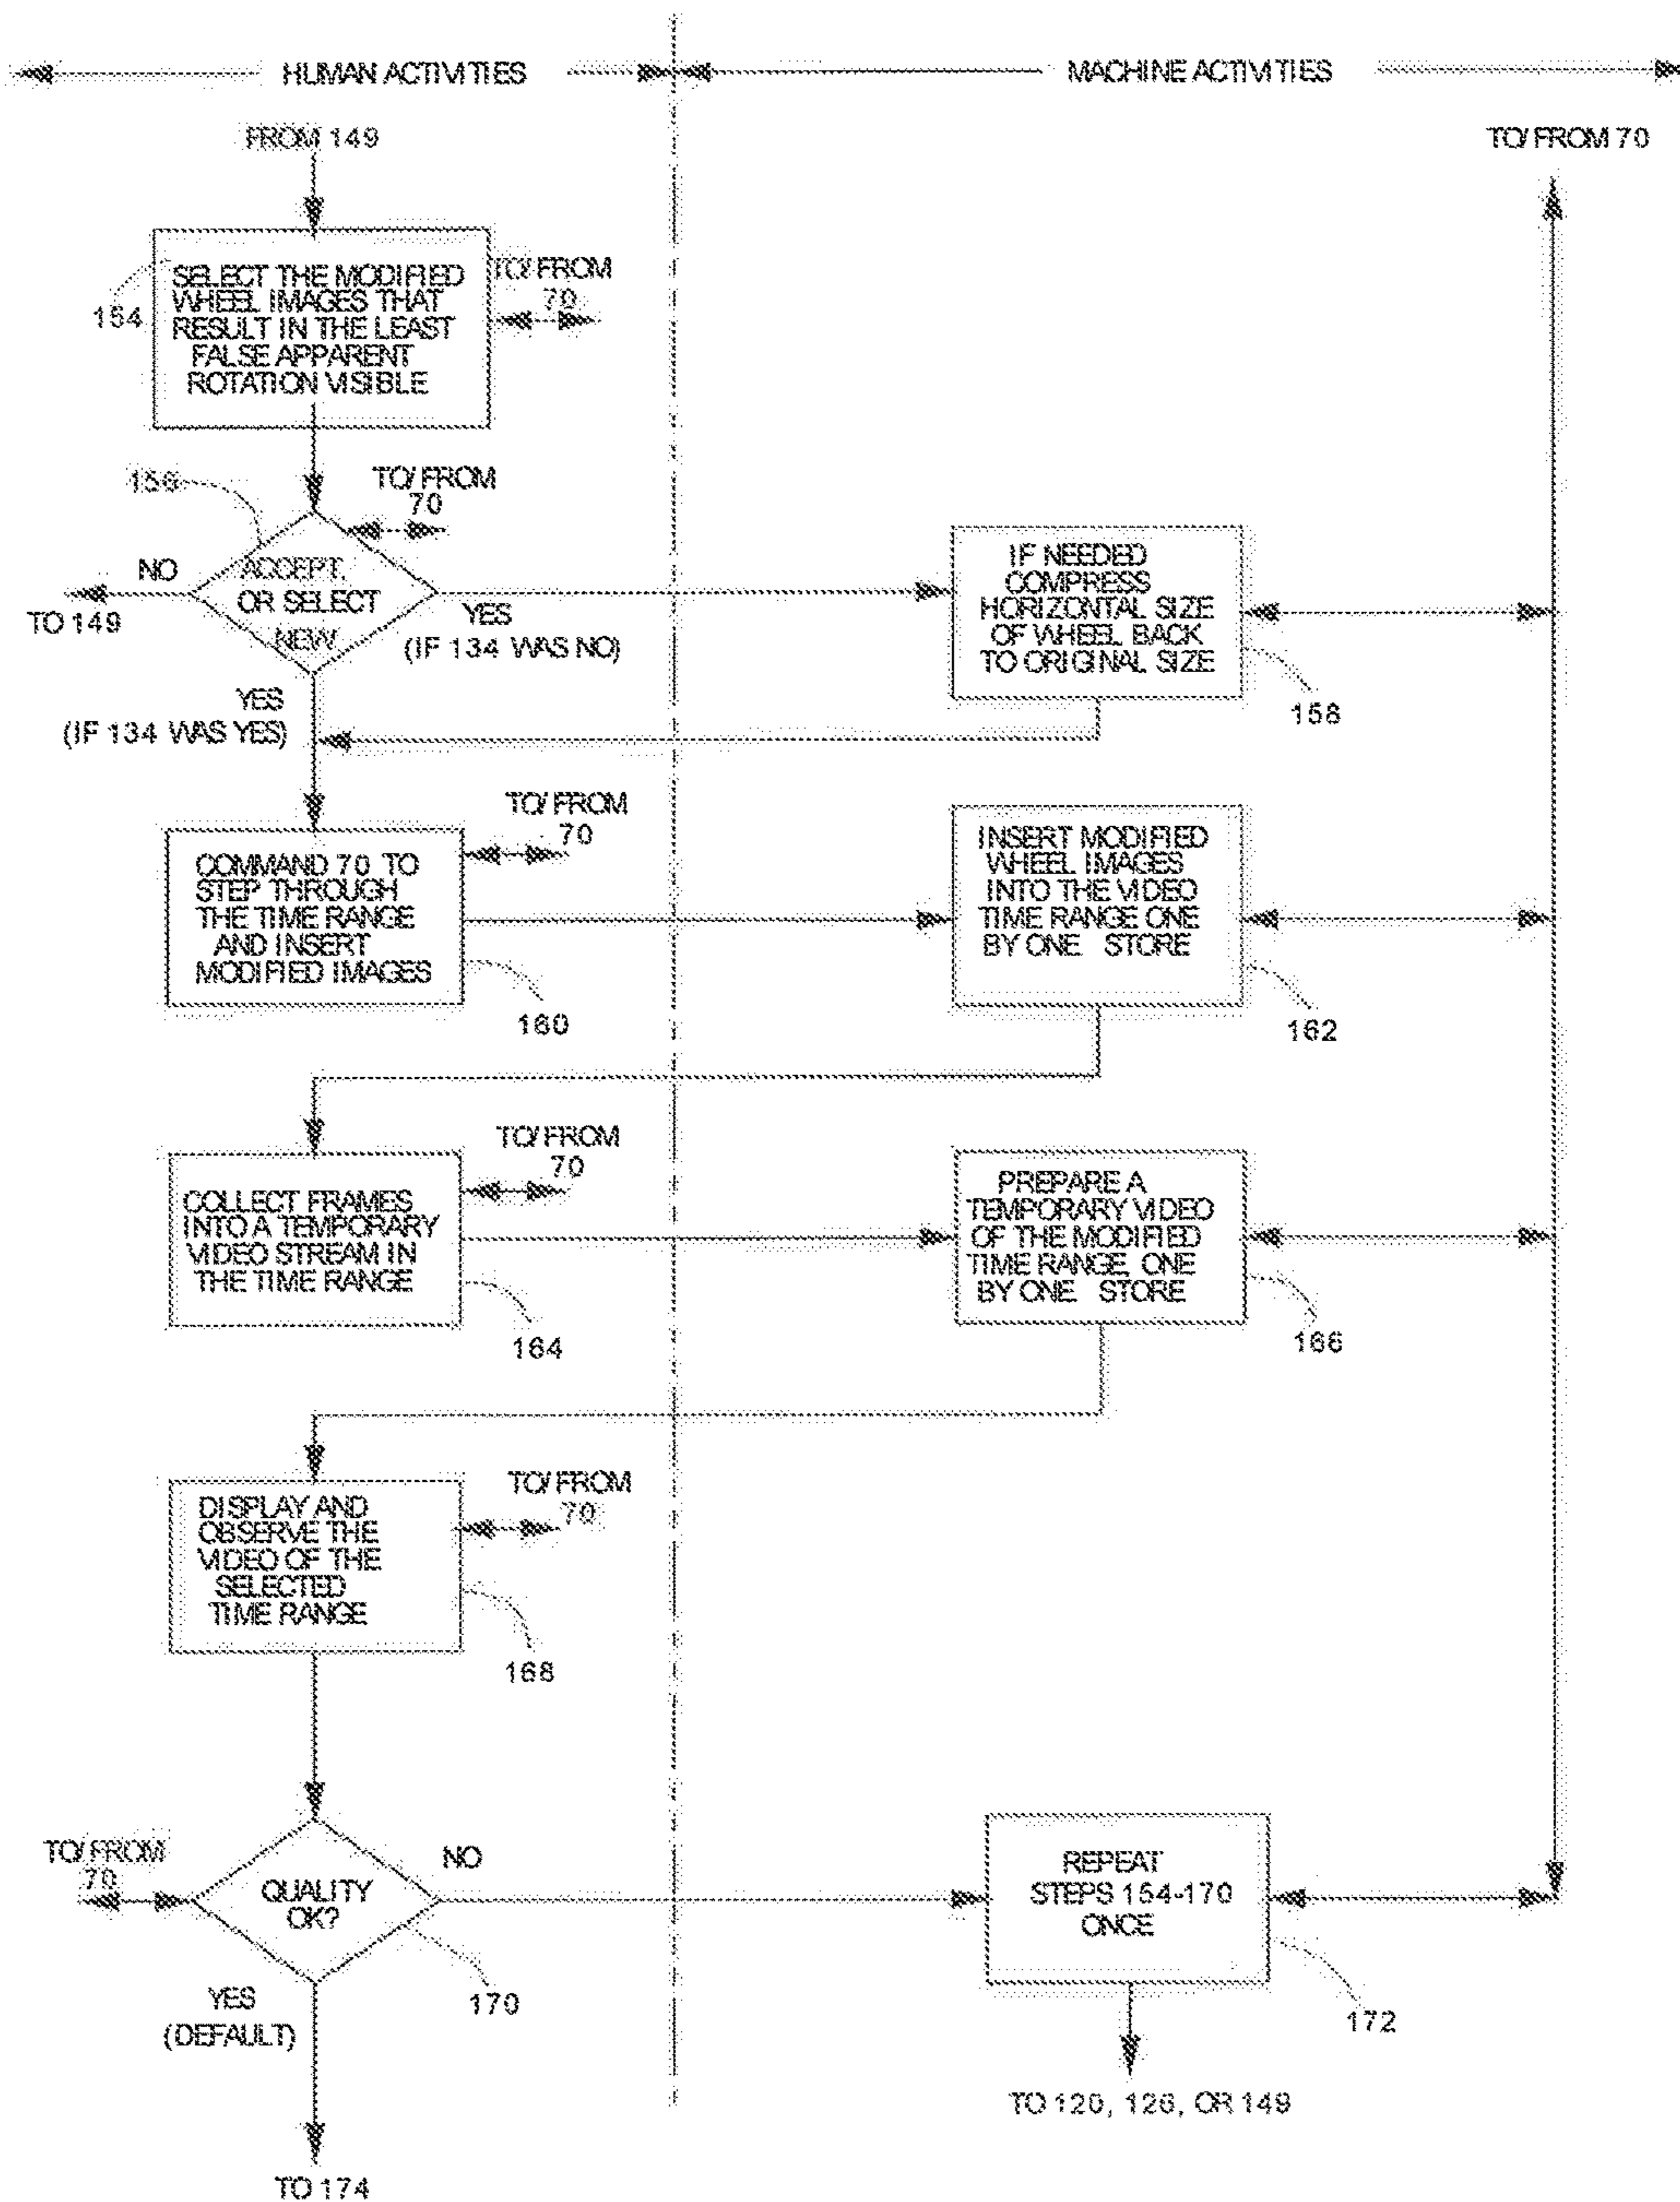 HUMAN ACTIVITIES
MACHINE ACTIVITIES
FROM 149
TO/ FROM 70
SELECT THE MODIFIED
WHEEL IMAGES THAT
RESULT IN THE LEAST
FALSE APPARENT
ROTATION VISIBLE
TO/ FROM
70
154
156
TO/ FROM
70
NO
TO 149
ACCEPT,
OR SELECT
NEW
YES
(IF 134 WAS NO)
IF NEEDED
COMPRESS
HORIZONTAL SIZE
OF WHEEL BACK
TO ORIGINAL SIZE
158
YES
(IF 134 WAS YES)
TO/ FROM
70
COMMAND 70 TO
STEP THROUGH
THE TIME RANGE
AND INSERT
MODIFIED IMAGES
160
INSERT MODIFIED
WHEEL IMAGES
INTO THE VIDEO
TIME RANGE ONE
BY ONE. STORE
162
TO/ FROM
70
COLLECT FRAMES
INTO A TEMPORARY
VIDEO STREAM IN
THE TIME RANGE
164
PREPARE A
TEMPORARY VIDEO
OF THE MODIFIED
TIME RANGE, ONE
BY ONE. STORE
166
TO/ FROM
70
DISPLAY AND
OBSERVE THE
VIDEO OF THE
SELECTED
TIME RANGE
168
TO/ FROM
70
QUALITY
OK?
NO
170
YES
(DEFAULT)
REPEAT
STEPS 154-170
ONCE
172
TO 120, 126, OR 149
TO 174